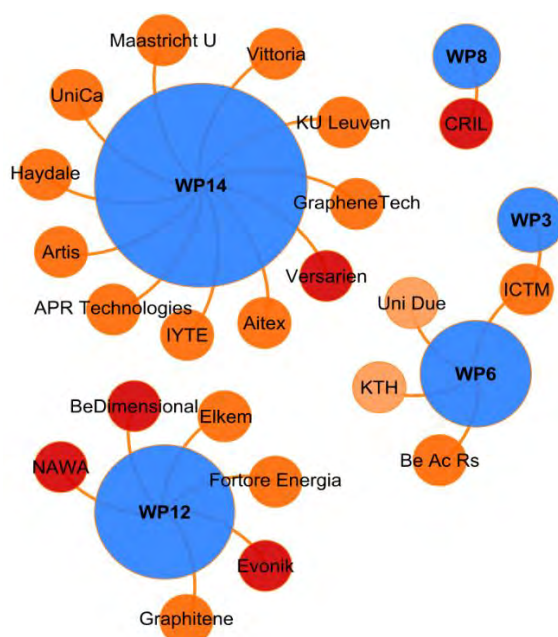 Maastricht U
Vittoria
WP8
UniCa
KU Leuven
CRIL
Haydale
WP14
GrapheneTech
WP3
Artis
Versarien
Uni Due
ICTM
APR Technologies
IYTE
Aitex
KTH
WP6
BeDimensional
Elkem
Be Ac Rs
NAWA
Fortore Energia
WP12
Evonik
Graphitene